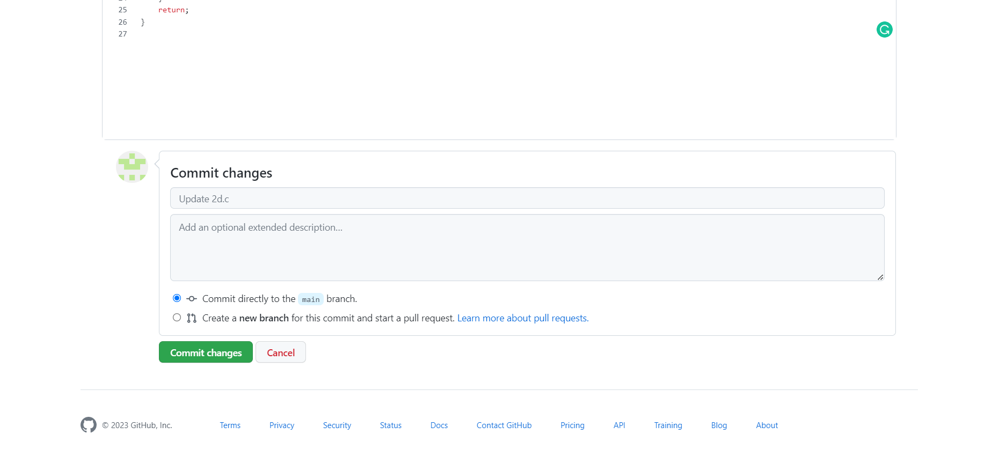 25 return;
26 }
27
Commit changes
Update 2d.c
Add an optional extended description...
Commit directly to the main branch.
Create a new branch for this commit and start a pull request. Learn more about pull requests.
Commit changes Cancel
© 2023 GitHub, Inc. Terms Privacy Security Status Docs Contact GitHub Pricing API Training Blog About